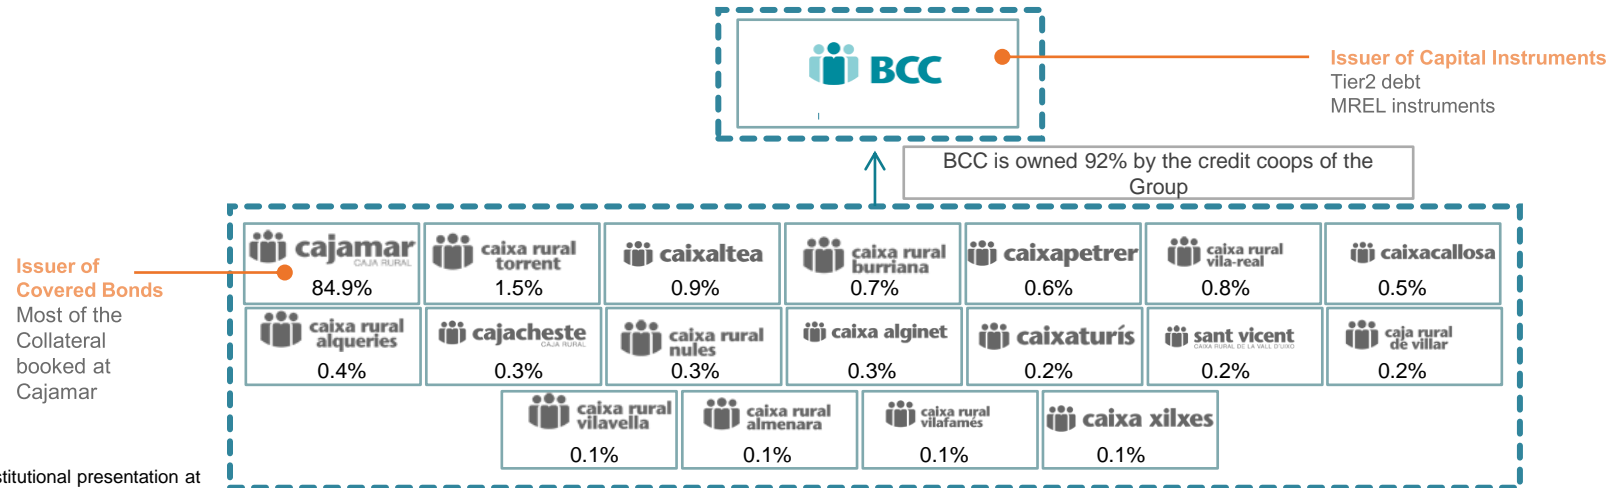 BCC
Issuer of Capital Instruments
Tier2 debt
MREL instruments
BCC is owned 92% by the credit coops of the
Group
Issuer of
Covered Bonds
Most of the
Collateral
booked at
Cajamar
cajamar
CAJA RURAL
84.9%
caixa rural
torrent
1.5%
caixaltea
0.9%
caixa rural
burriana
0.7%
caixapetrer
0.6%
caixa rural
vila-real
0.8%
caixacallosa
0.5%
caixa rural
alqueries
0.4%
cajacheste
CAJA RURAL
0.3%
caixa rural
nules
0.3%
caixa alginet
0.3%
caixaturís
0.2%
sant vicent
CAIXA RURAL DE LA VALL D'UIXO
0.2%
caja rural
de villar
0.2%
caixa rural
vilavella
0.1%
caixa rural
almenara
0.1%
caixa rural
vilafamés
0.1%
caixa xilxes
0.1%
stitutional presentation at